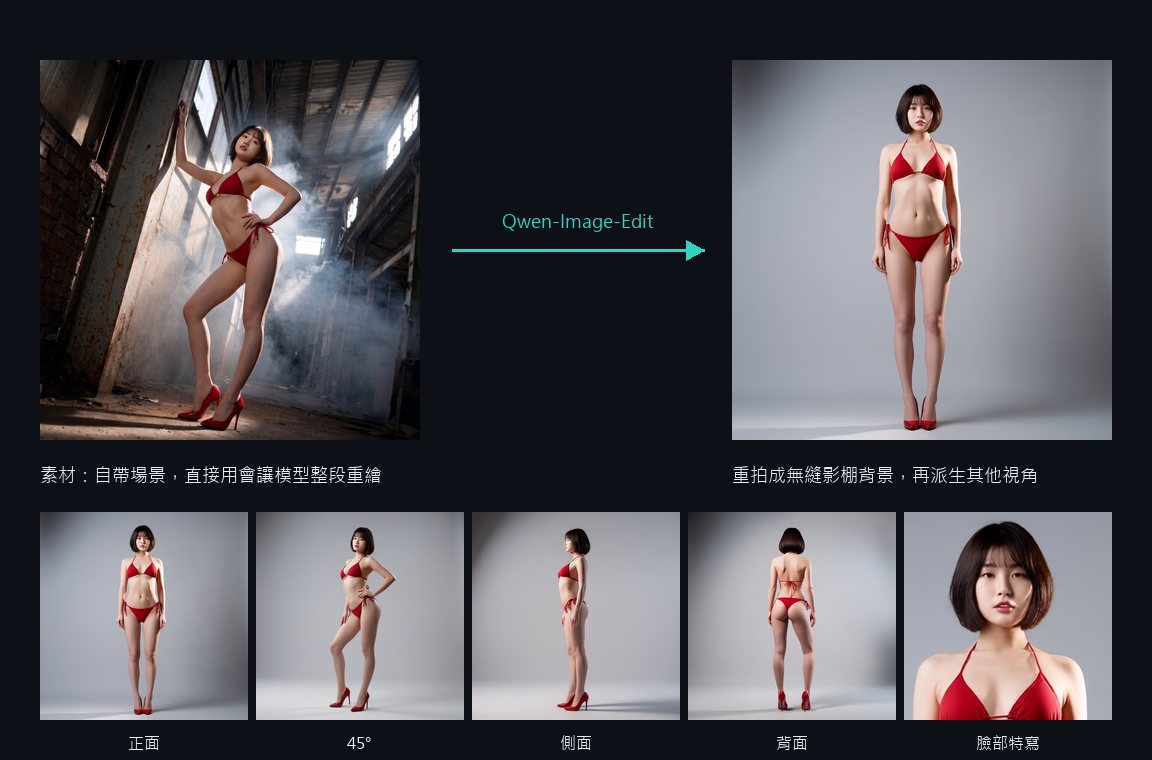 Qwen-Image-Edit
素材：自帶場景，直接用會讓模型整段重繪
重拍成無縫影棚背景，再派生其他視角
正面
45°
側面
背面
臉部特寫